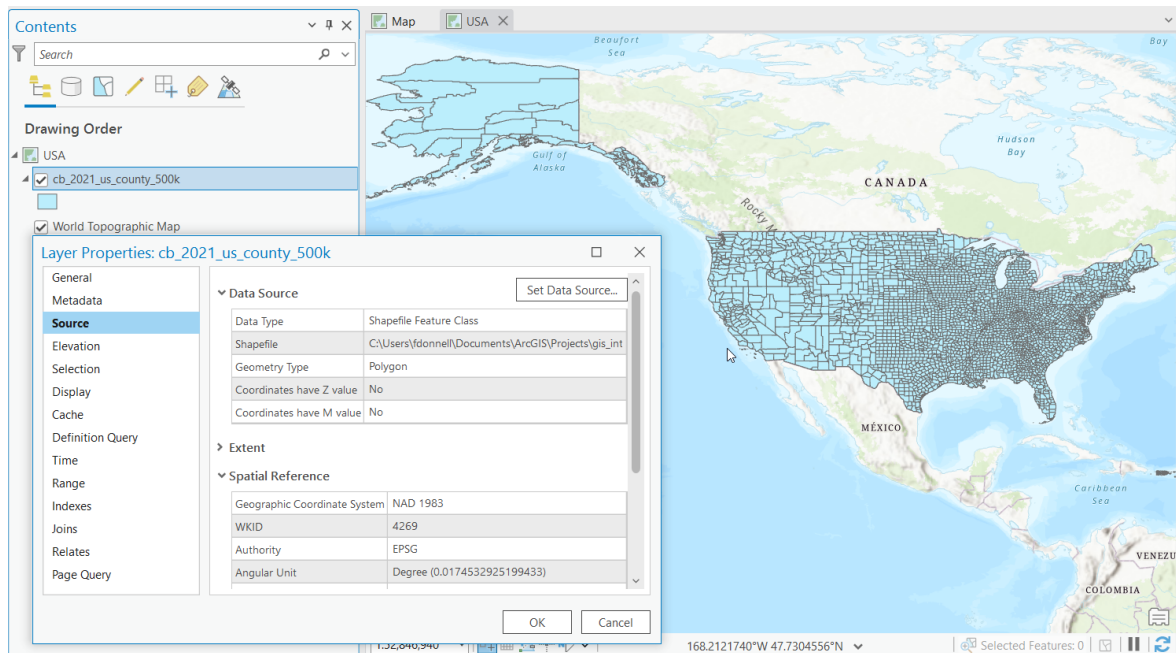 Contents
Search
Drawing Order
USA
cb_2021_us_county_500k
World Topographic Map
Map
USA
Beaufort
Sea
Bay
Hudson
Bay
Gulf of
Alaska
CANADA
Rocky M
MÉXICO
Caribbean
Sea
VENEZU
COLOMBIA
Layer Properties: cb_2021_us_county_500k
General
Metadata
Source
Elevation
Selection
Display
Cache
Definition Query
Time
Range
Indexes
Joins
Relates
Page Query
Data Source
Set Data Source...
Data Type Shapefile Feature Class
Shapefile C:\Users\fdonnell\Documents\ArcGIS\Projects\gis_int
Geometry Type Polygon
Coordinates have Z value No
Coordinates have M value No
Extent
Spatial Reference
Geographic Coordinate System NAD 1983
WKID 4269
Authority EPSG
Angular Unit Degree (0.0174532925199433)
OK Cancel
168.2121740°W 47.7304556°N
Selected Features: 0